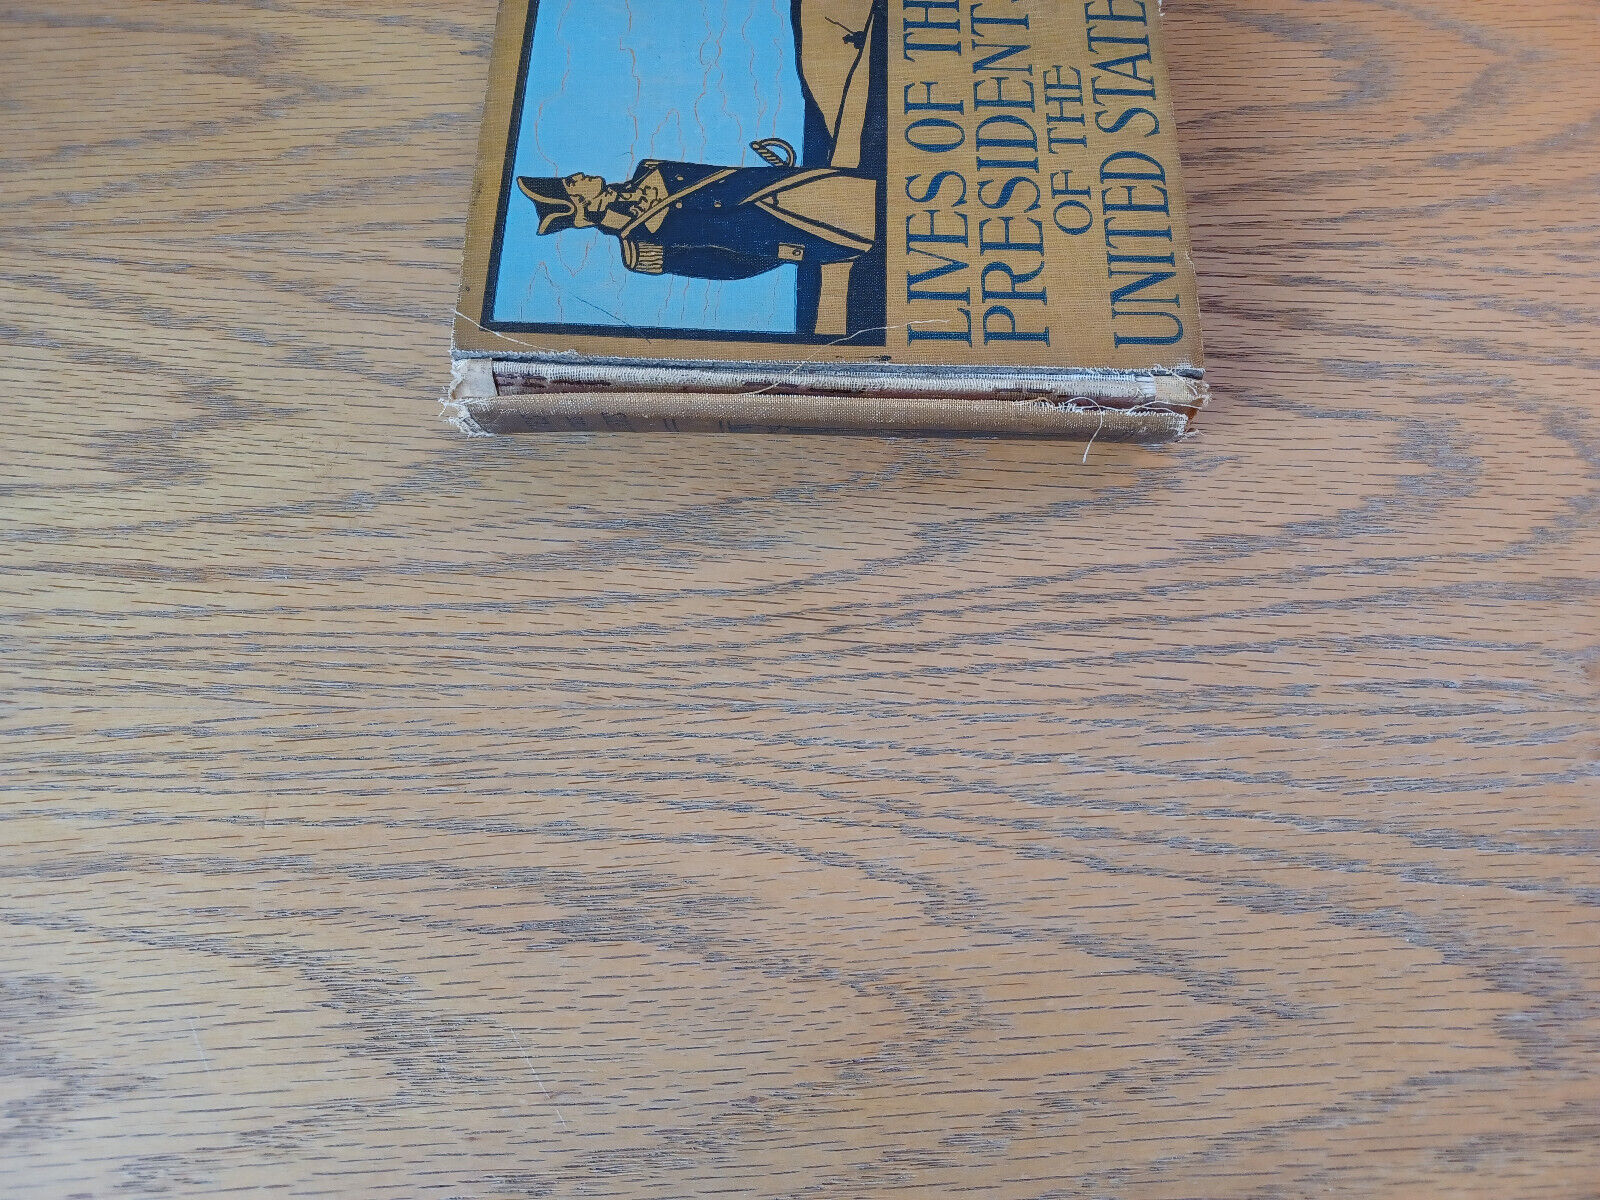 LIVES OF TH
PRESIDENT
OF THE
UNITED STATE